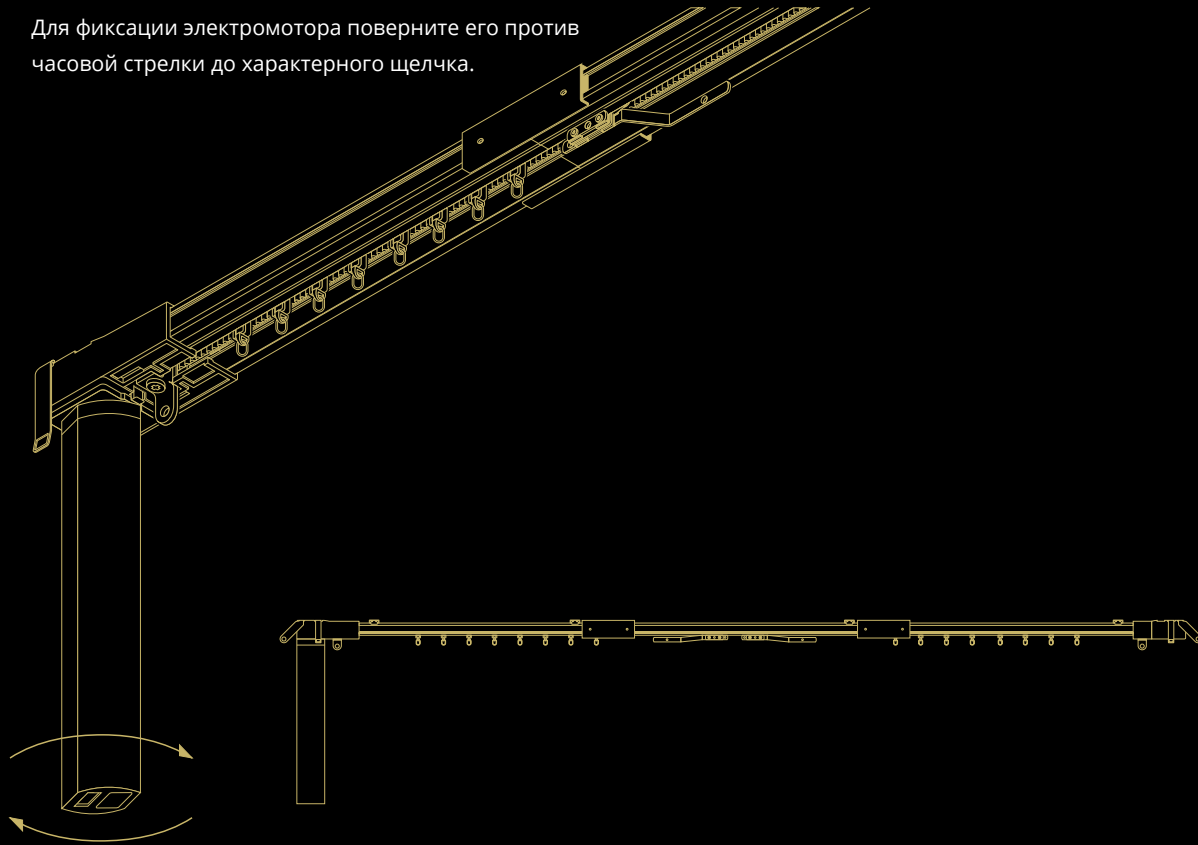 Для фиксации электромотора поверните его против
часовой стрелки до характерного щелчка.